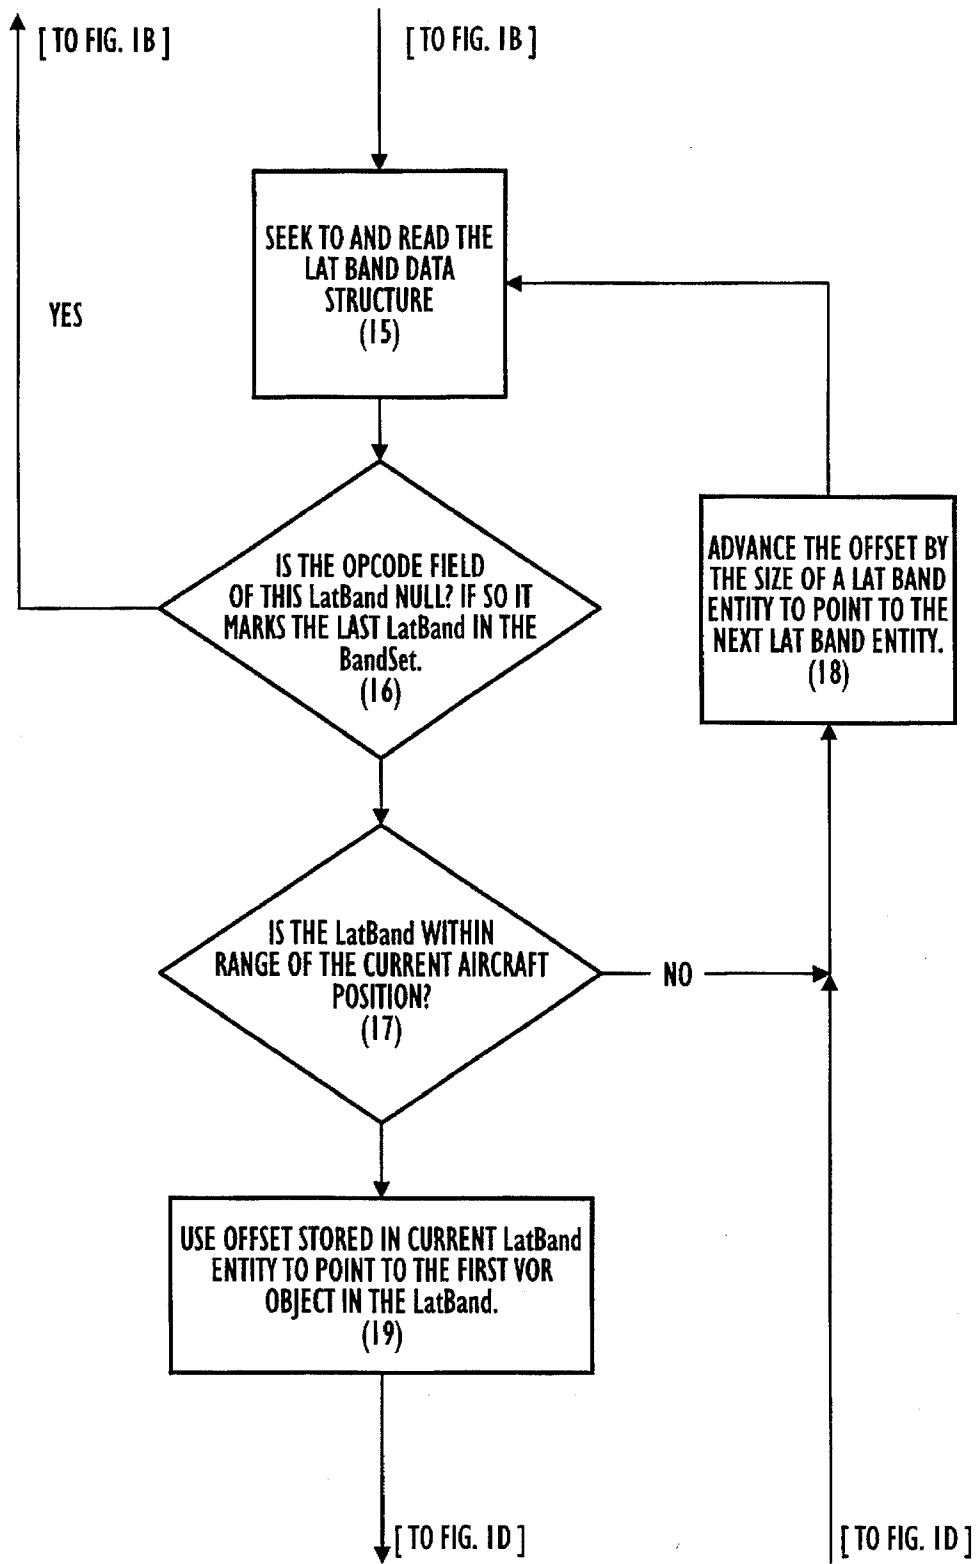 [ TO FIG. 1B ]
[ TO FIG. 1B ]
SEEK TO AND READ THE
LAT BAND DATA
STRUCTURE
(15)
YES
IS THE OPCODE FIELD
OF THIS LatBand NULL? IF SO IT
MARKS THE LAST LatBand IN THE
BandSet.
(16)
ADVANCE THE OFFSET BY
THE SIZE OF A LAT BAND
ENTITY TO POINT TO THE
NEXT LAT BAND ENTITY.
(18)
IS THE LatBand WITHIN
RANGE OF THE CURRENT AIRCRAFT
POSITION?
(17)
NO
USE OFFSET STORED IN CURRENT LatBand
ENTITY TO POINT TO THE FIRST VOR
OBJECT IN THE LatBand.
(19)
[ TO FIG. 1D ]
[ TO FIG. 1D ]